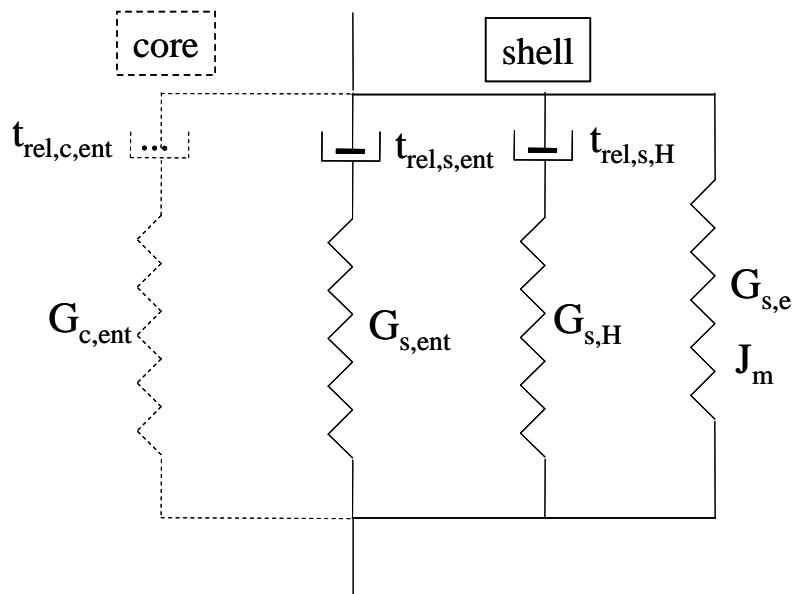 core
shell
t_rel,c,ent
t_rel,s,ent
t_rel,s,H
G_c,ent
G_s,ent
G_s,H
G_s,e
J_m